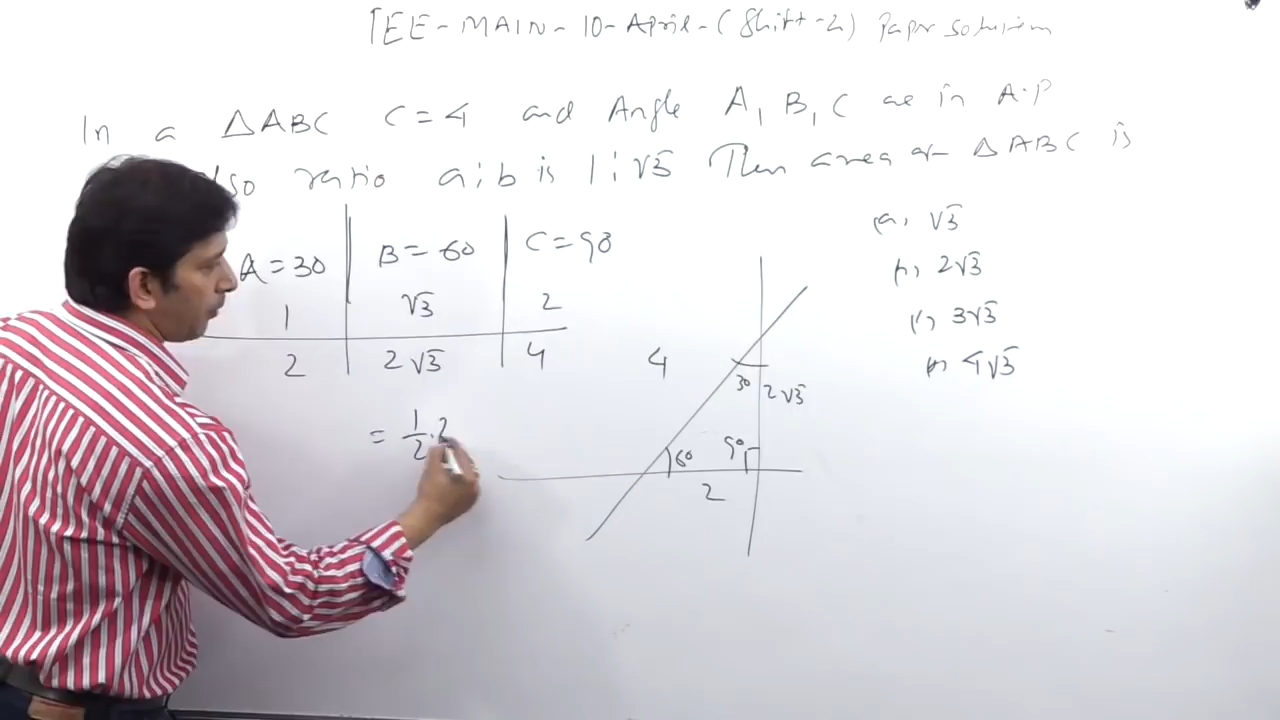 JEE-MAIN-10-April-(Shift-2) Paper solution
In a △ABC C=4 and Angle A, B, C are in A.P
also ratio a:b is 1:√3 Then area of △ABC is
A=30 B=60 C=90
1 √3 2
2 2√3 4
= 1/2 . 2
4 30 2√3
60 90
2
(a) √3
2√3
3√3
4√3